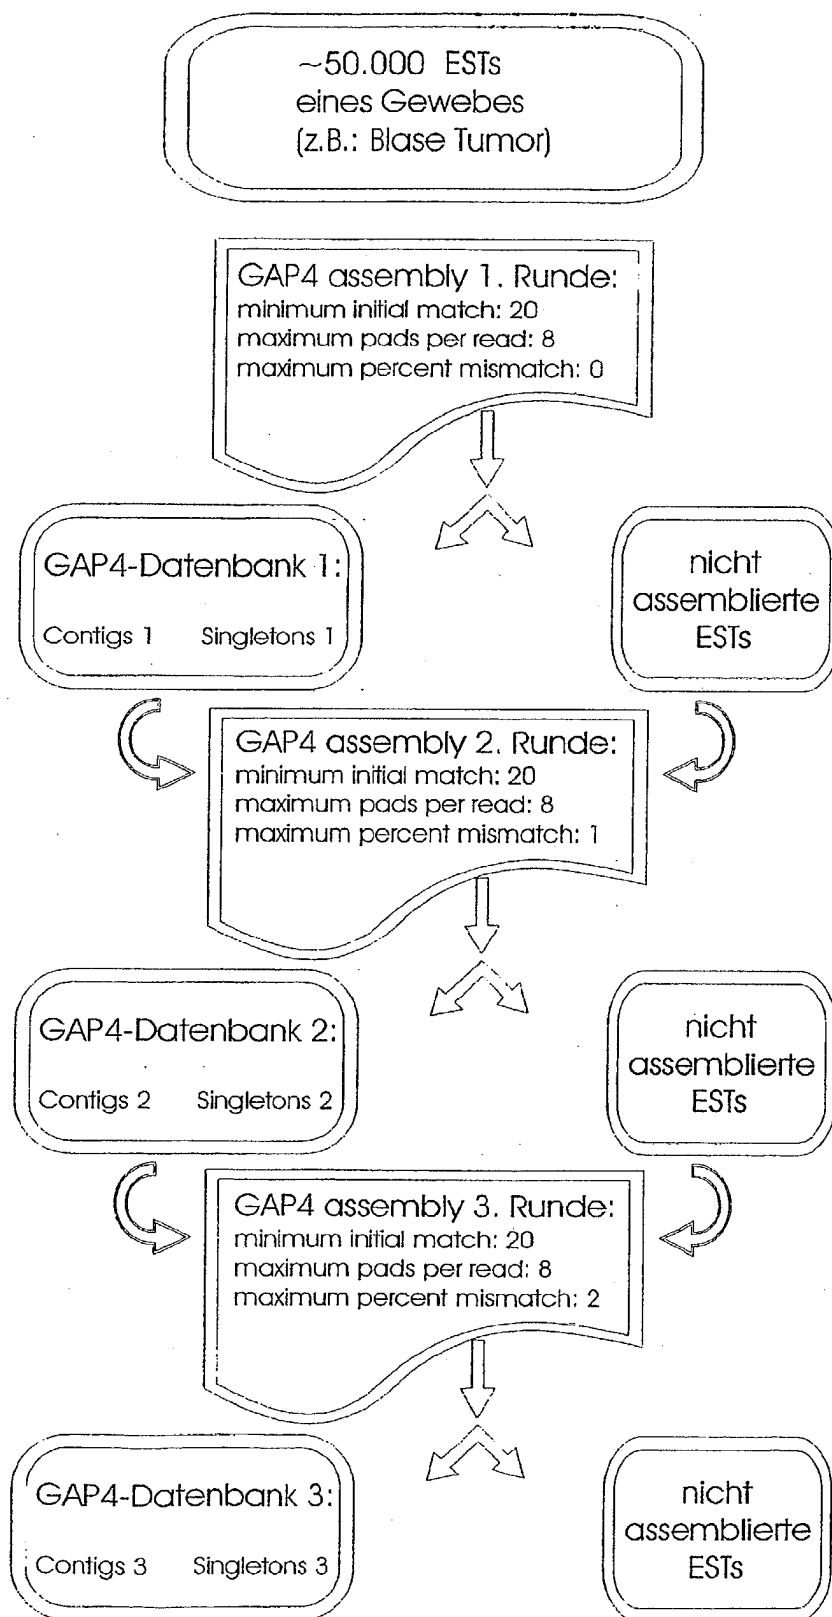 ~50.000 ESTs
eines Gewebes
(z.B.: Blase Tumor)
GAP4 assembly 1. Runde:
minimum initial match: 20
maximum pads per read: 8
maximum percent mismatch: 0
GAP4-Datenbank 1:
Contigs 1 Singletons 1
nicht
assemblierte
ESTs
GAP4 assembly 2. Runde:
minimum initial match: 20
maximum pads per read: 8
maximum percent mismatch: 1
GAP4-Datenbank 2:
Contigs 2 Singletons 2
nicht
assemblierte
ESTs
GAP4 assembly 3. Runde:
minimum initial match: 20
maximum pads per read: 8
maximum percent mismatch: 2
GAP4-Datenbank 3:
Contigs 3 Singletons 3
nicht
assemblierte
ESTs